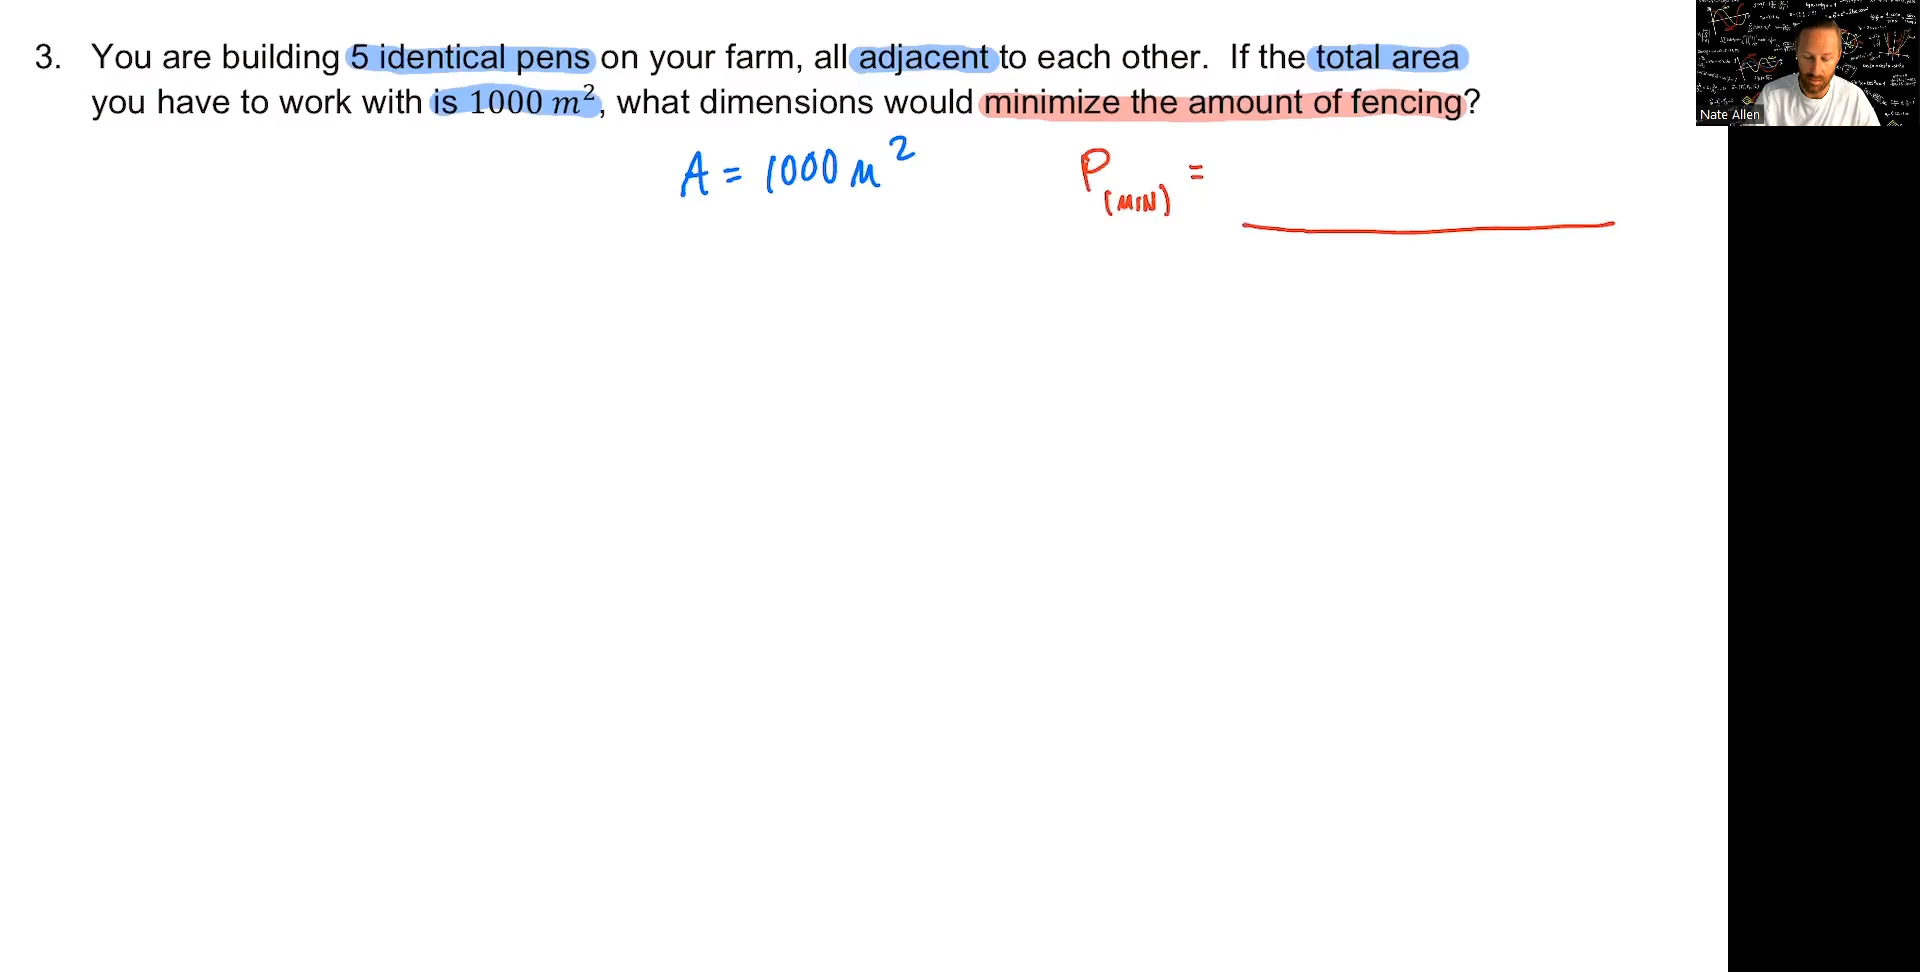 3. You are building 5 identical pens on your farm, all adjacent to each other. If the total area
you have to work with is 1000 m², what dimensions would minimize the amount of fencing?
A = 1000 m² P(MIN) =
Nate Allen